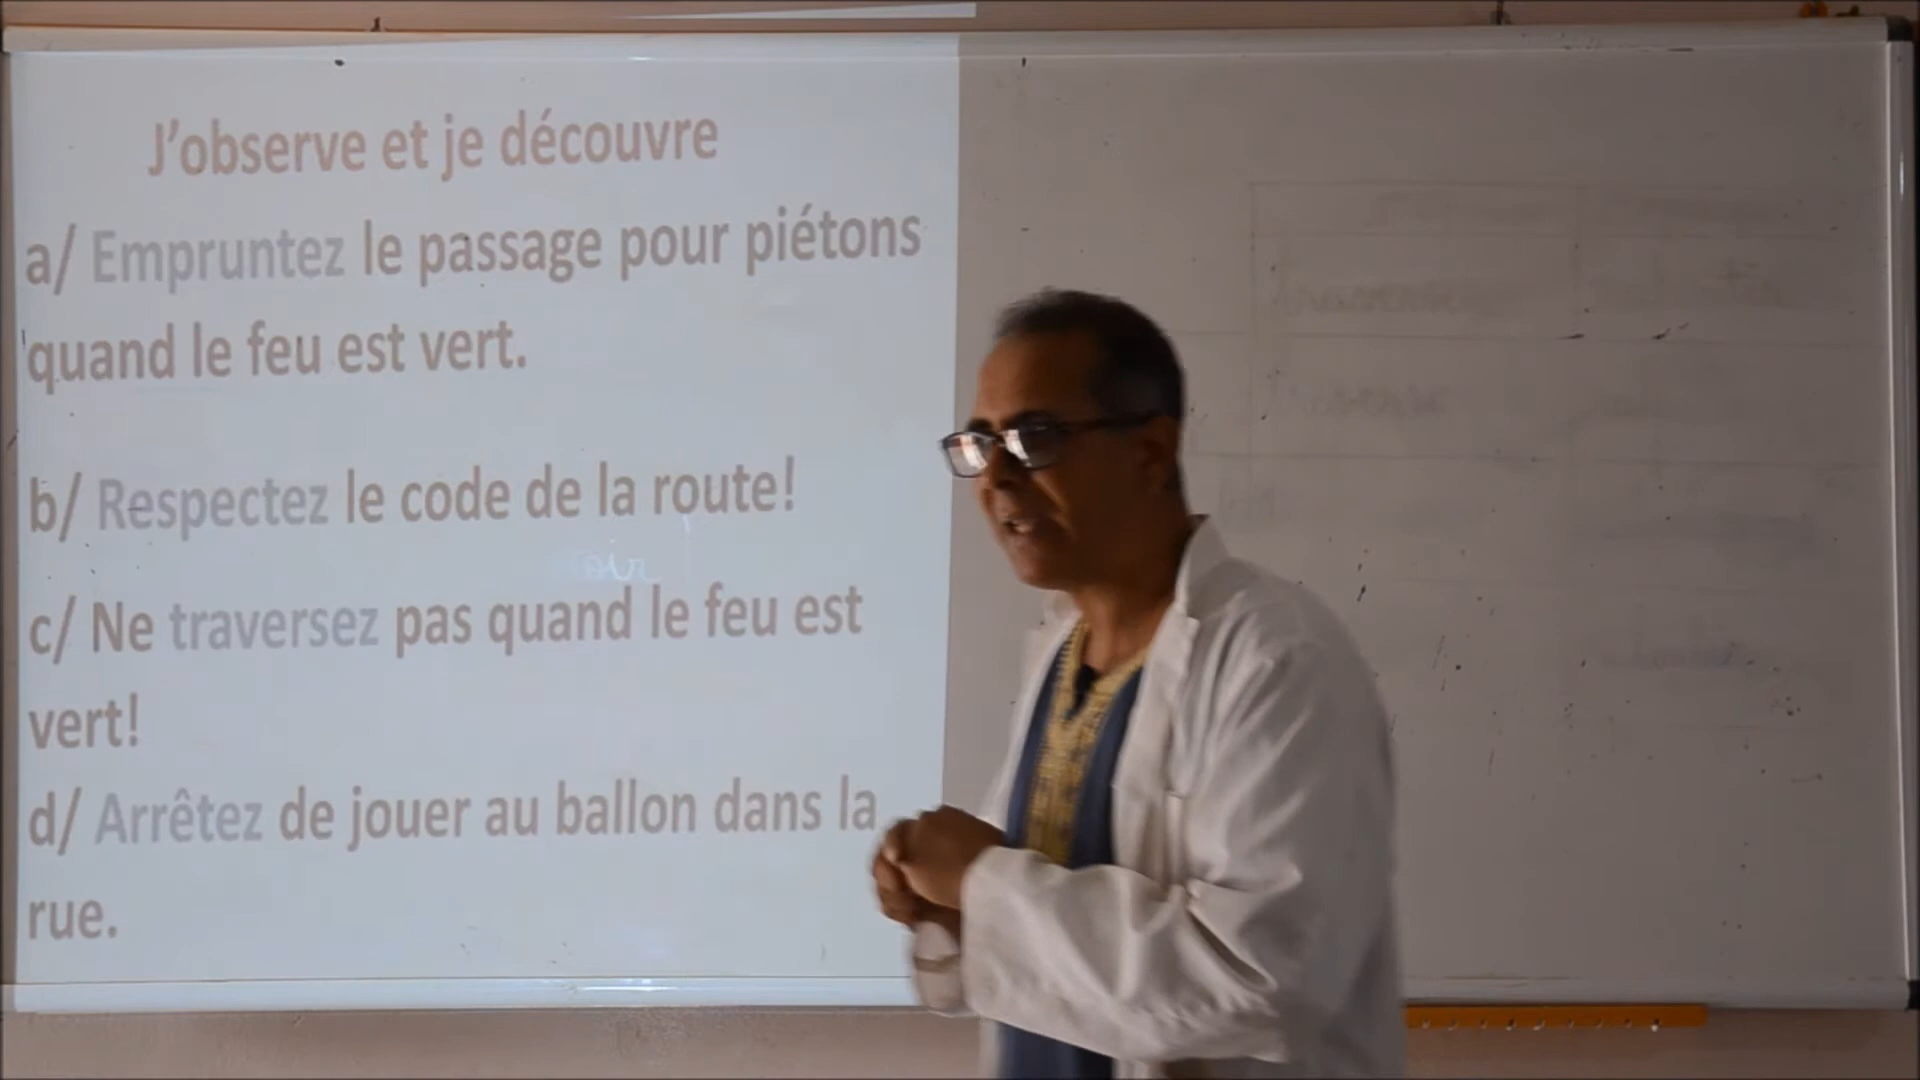 J'observe et je découvre
a/ Empruntez le passage pour piétons
quand le feu est vert.
b/ Respectez le code de la route!
oir
c/ Ne traversez pas quand le feu est
vert!
d/ Arrêtez de jouer au ballon dans la
rue.